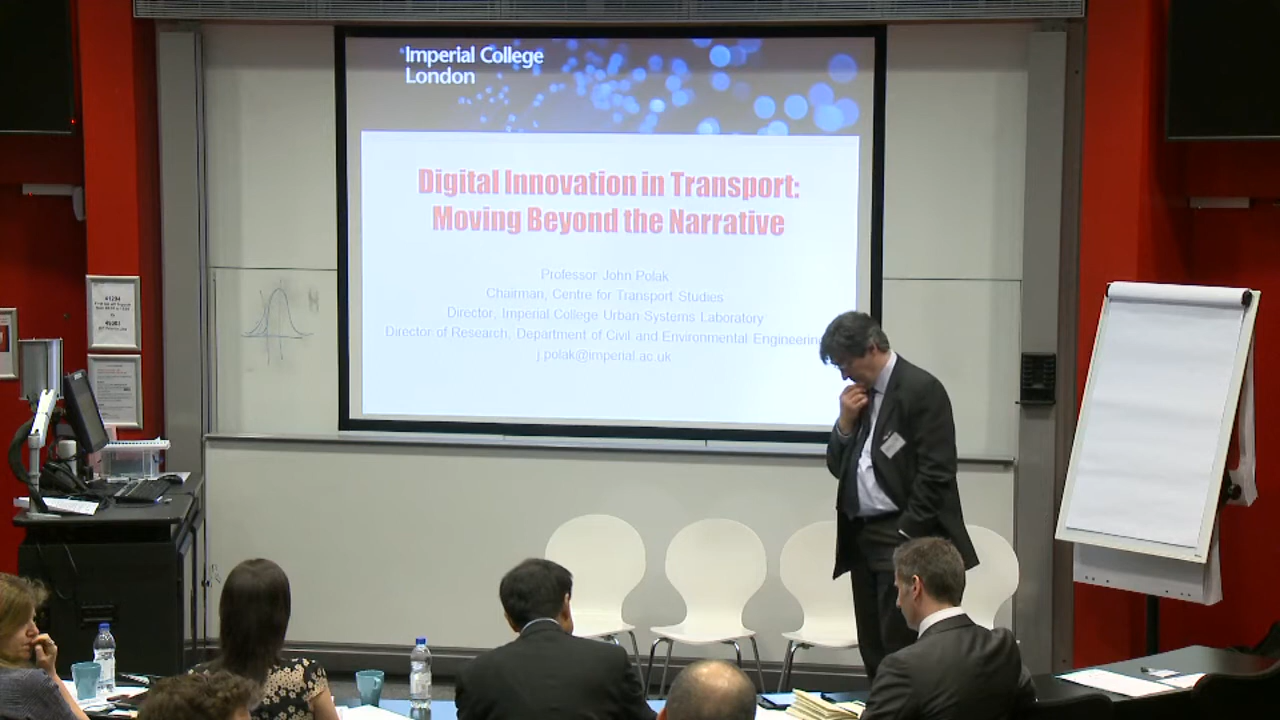 Imperial College
London
Digital Innovation in Transport:
Moving Beyond the Narrative
Professor John Polak
Chairman, Centre for Transport Studies
Director, Imperial College Urban Systems Laboratory
Director of Research, Department of Civil and Environmental Engineering
j.polak@imperial.ac.uk